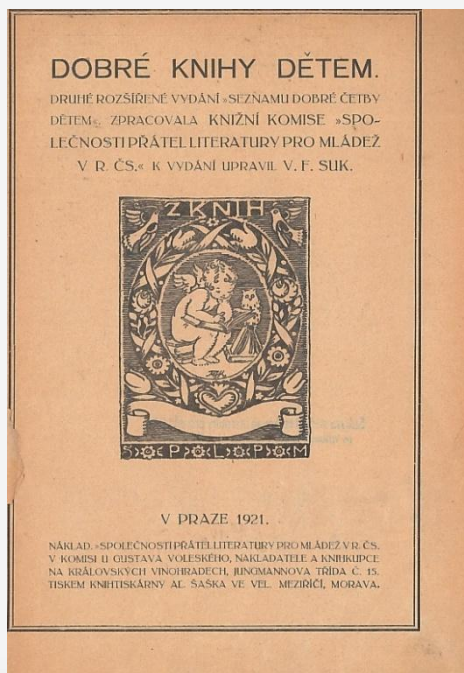 DOBRÉ KNIHY DĚTEM.
DRUHÉ ROZŠÍŘENÉ VYDÁNÍ »SEZNAMU DOBRÉ ČETBY
DĚTEM«. ZPRACOVALA KNIŽNÍ KOMISE »SPO-
LEČNOSTI PŘÁTEL LITERATURY PRO MLÁDEŽ
V R. ČS.« K VYDÁNÍ UPRAVIL V. F. SUK.
Z KNIH
S P L P M
V PRAZE 1921.
NÁKLAD. »SPOLEČNOSTI PŘÁTEL LITERATURY PRO MLÁDEŽ V R. ČS.
V KOMISI U GUSTAVA VOLESKÉHO, NAKLADATELE A KNIHKUPCE
NA KRÁLOVSKÝCH VINOHRADECH, JUNGMANNOVA TŘÍDA Č. 15.
TISKEM KNIHTISKÁRNY AL. ŠAŠKA VE VEL. MEZIŘÍČÍ, MORAVA.